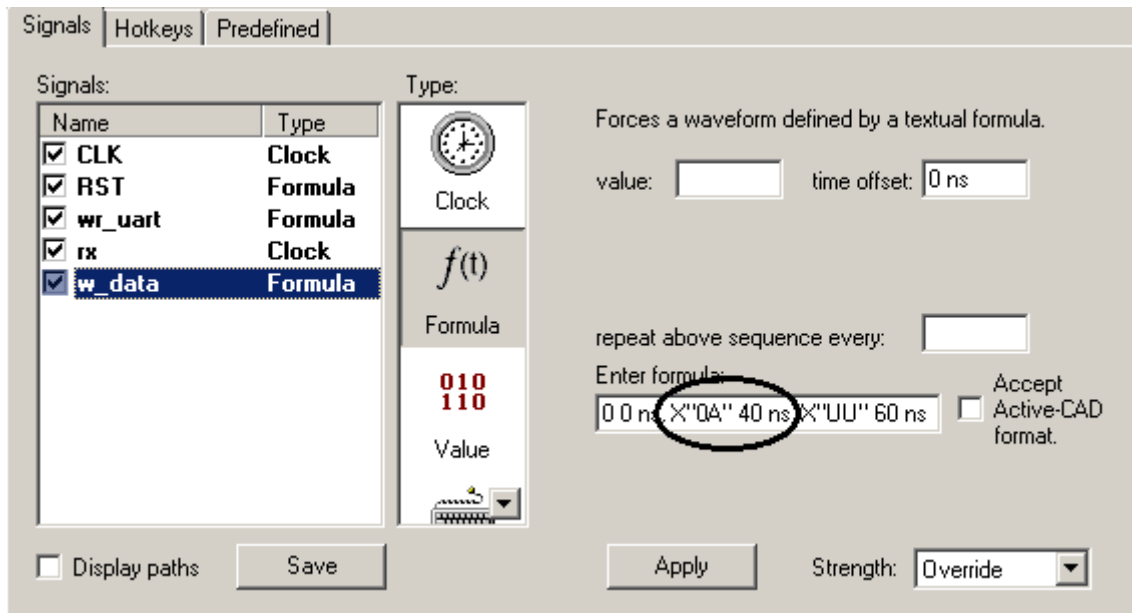 Signals Hotkeys Predefined
Signals:
Name Type
CLK Clock
RST Formula
wr_uart Formula
rx Clock
w_data Formula
Type:
Clock
f(t)
Formula
010
110
Value
Forces a waveform defined by a textual formula.
value: time offset: 0 ns
repeat above sequence every:
Enter formula:
0 0 ns, X"0A" 40 ns, X"UU" 60 ns
Accept
Active-CAD
format.
Display paths Save Apply Strength: Override